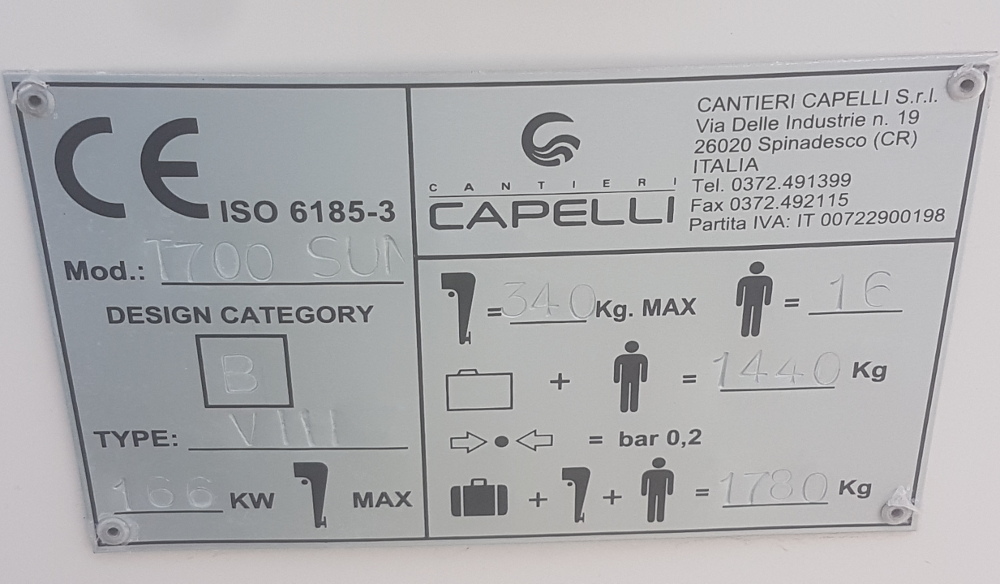 CE ISO 6185-3
Mod.: T700 SUN
DESIGN CATEGORY
B
TYPE: VIII
166 KW MAX
CANTIERI
CAPELLI
CANTIERI CAPELLI S.r.l.
Via Delle Industrie n. 19
26020 Spinadesco (CR)
ITALIA
Tel. 0372.491399
Fax 0372.492115
Partita IVA: IT 00722900198
= 340 Kg. MAX = 16
+ = 1440 Kg
= bar 0,2
+ + = 1780 Kg